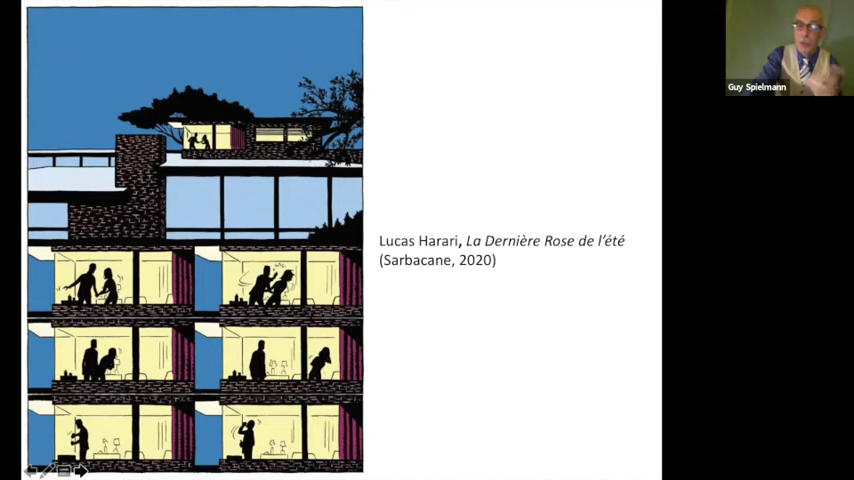 Guy Spielmann
Lucas Harari, La Dernière Rose de l'été
(Sarbacane, 2020)